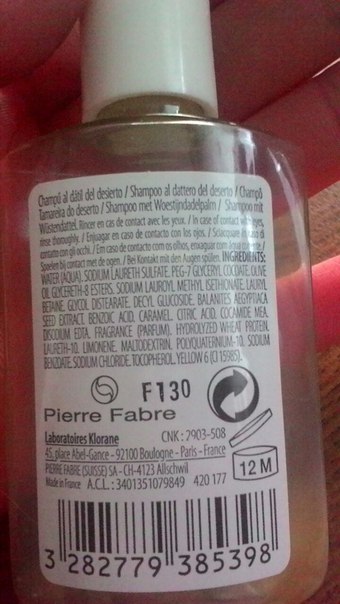 Champú al dátil del desierto / Shampoo al dattero del deserto / Champô
Tamareira do deserto / Shampoo met Woestijndadelpalm / Shampoo mit
Wüstendattel. Rincer en cas de contact avec les yeux. / In case of contact with eyes,
rinse thoroughly. / Enjuagar en caso de contacto con los ojos. / Sciacquare in caso di
contatto con gli occhi. / Em caso de contacto com os olhos, enxaguar com água
Spoelen bij contact met de ogen. / Bei Kontakt mit den Augen spülen. INGREDIENTS:
WATER (AQUA). SODIUM LAURETH SULFATE. PEG-7 GLYCERYL COCOATE. OLIVE
OIL GLYCERETH-8 ESTERS. SODIUM LAUROYL METHYL ISETHIONATE. LAURYL
BETAINE. GLYCOL DISTEARATE. DECYL GLUCOSIDE. BALANITES AEGYPTIACA
SEED EXTRACT. BENZOIC ACID. CARAMEL. CITRIC ACID. COCAMIDE MEA.
DISODIUM EDTA. FRAGRANCE (PARFUM). HYDROLYZED WHEAT PROTEIN.
LAURETH-10. LIMONENE. MALTODEXTRIN. POLYQUATERNIUM-10. SODIUM
BENZOATE. SODIUM CHLORIDE. TOCOPHEROL. YELLOW 6 (CI 15985).
F130
Pierre Fabre
Laboratoires Klorane CNK : 2903-508
45, place Abel-Gance - 92100 Boulogne - Paris - France
PIERRE FABRE (SUISSE) SA - CH-4123 Allschwil
Made in France A.C.L.: 3401351079849 420 177
12 M
3 282779 385398